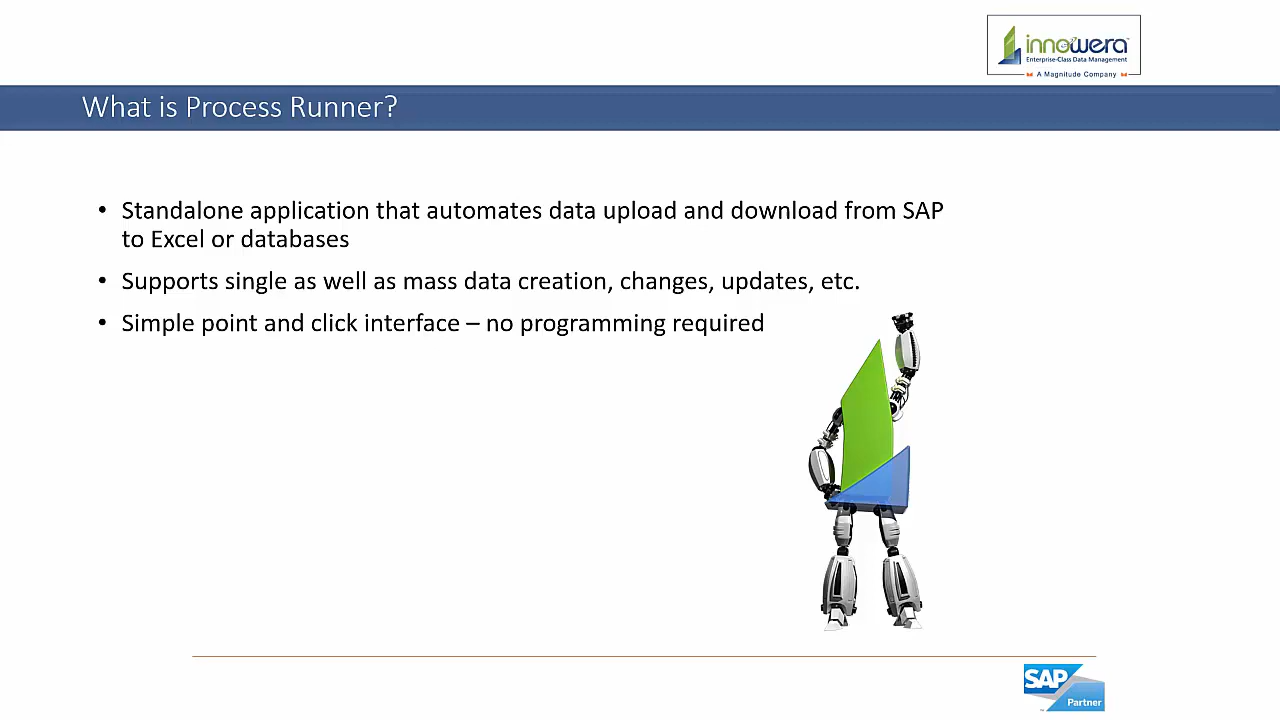 innowera
Enterprise-Class Data Management
A Magnitude Company
What is Process Runner?
• Standalone application that automates data upload and download from SAP
to Excel or databases
• Supports single as well as mass data creation, changes, updates, etc.
• Simple point and click interface – no programming required
SAP
Partner